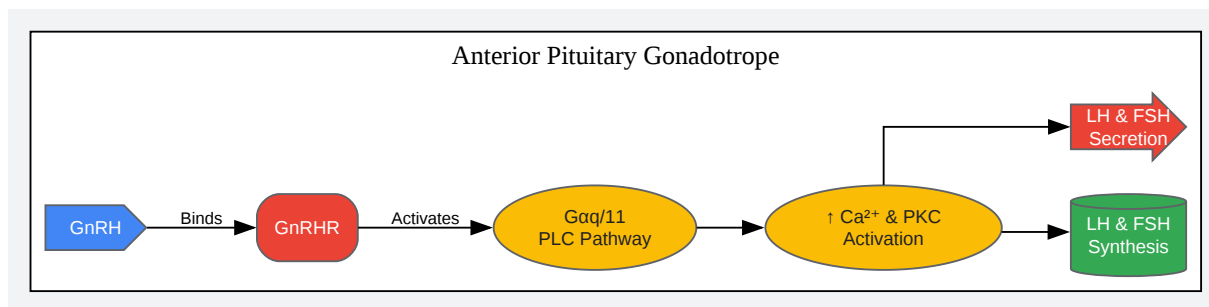 Anterior Pituitary Gonadotrope
LH & FSH
Secretion
GnRH
Binds
GnRHR
Activates
Gαq/11
PLC Pathway
↑ Ca²⁺ & PKC
Activation
LH & FSH
Synthesis